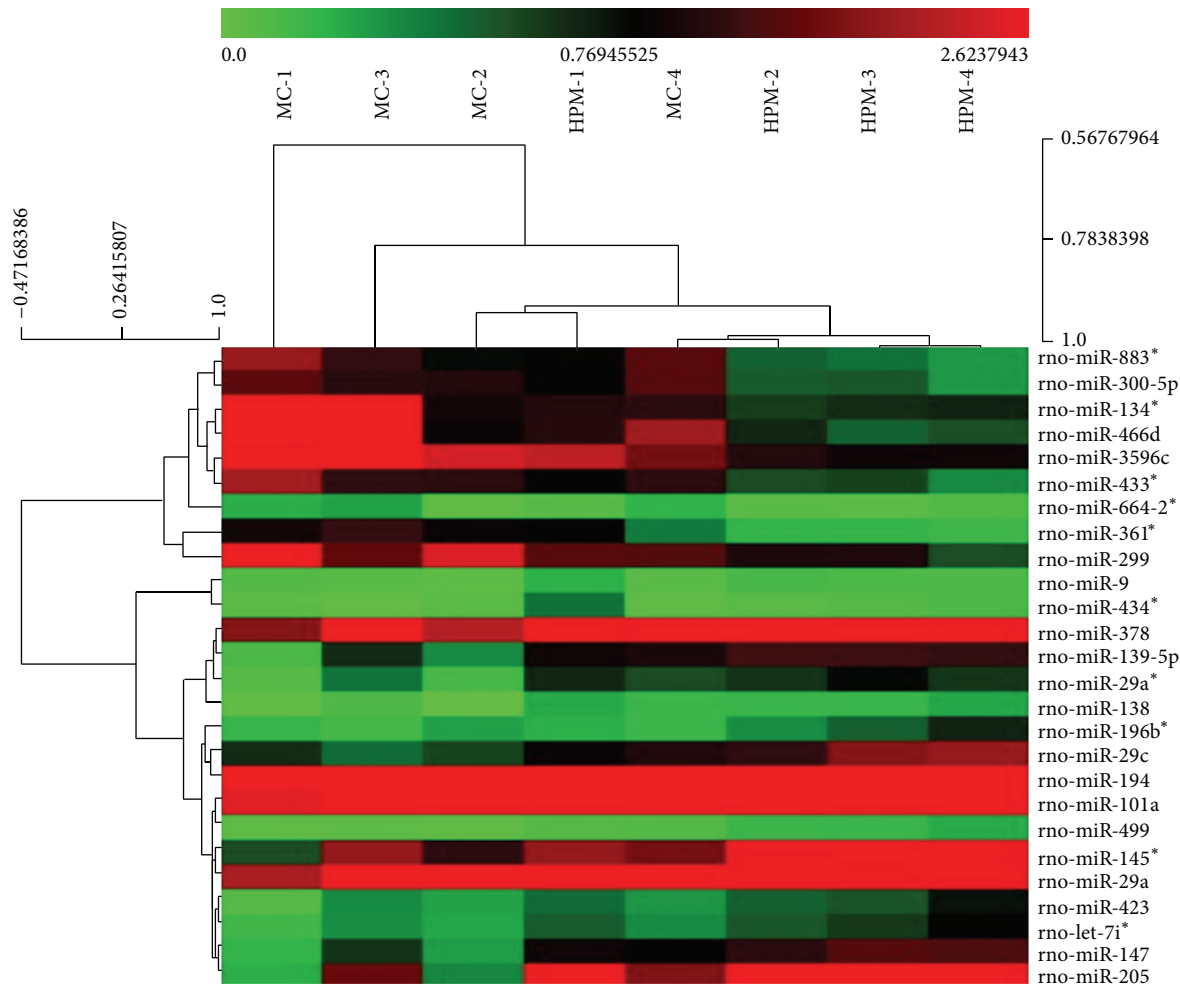 0.0 0.76945525 2.6237943
MC-1 MC-3 MC-2 HPM-1 MC-4 HPM-2 HPM-3 HPM-4
0.56767964
0.7838398
1.0
−0.47168386 0.26415807 1.0
rno-miR-883*
rno-miR-300-5p
rno-miR-134*
rno-miR-466d
rno-miR-3596c
rno-miR-433*
rno-miR-664-2*
rno-miR-361*
rno-miR-299
rno-miR-9
rno-miR-434*
rno-miR-378
rno-miR-139-5p
rno-miR-29a*
rno-miR-138
rno-miR-196b*
rno-miR-29c
rno-miR-194
rno-miR-101a
rno-miR-499
rno-miR-145*
rno-miR-29a
rno-miR-423
rno-let-7i*
rno-miR-147
rno-miR-205